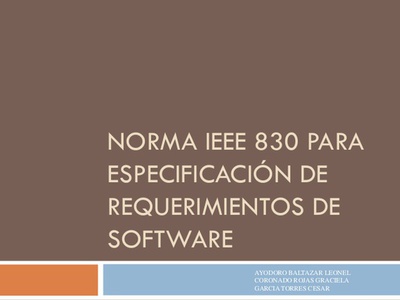 NORMA IEEE 830 PARA
ESPECIFICACIÓN DE
REQUERIMIENTOS DE
SOFTWARE
AYODORO BALTAZAR LEONEL
CORONADO ROJAS GRACIELA
GARCIA TORRES CESAR